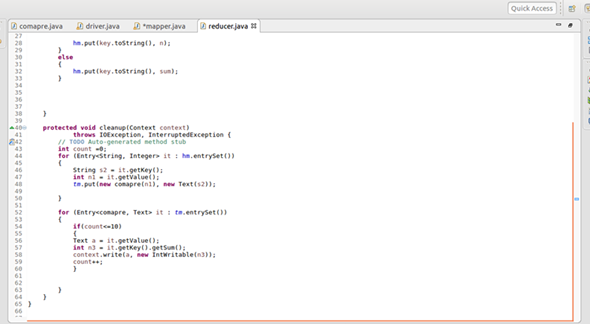 Quick Access
comapre.java driver.java *mapper.java reducer.java
27
28 hm.put(key.toString(), n);
29 }
30 else
31 {
32 hm.put(key.toString(), sum);
33 }
34
35
36
37
38 }
39
40 protected void cleanup(Context context)
41 throws IOException, InterruptedException {
42 // TODO Auto-generated method stub
43 int count =0;
44 for (Entry<String, Integer> it : hm.entrySet())
45 {
46 String s2 = it.getKey();
47 int n1 = it.getValue();
48 tm.put(new comapre(n1), new Text(s2));
49
50 }
51
52 for (Entry<comapre, Text> it : tm.entrySet())
53 {
54 if(count<=10)
55 {
56 Text a = it.getValue();
57 int n3 = it.getKey().getSum();
58 context.write(a, new IntWritable(n3));
59 count++;
60 }
61
62
63 }
64 }
65 }
66